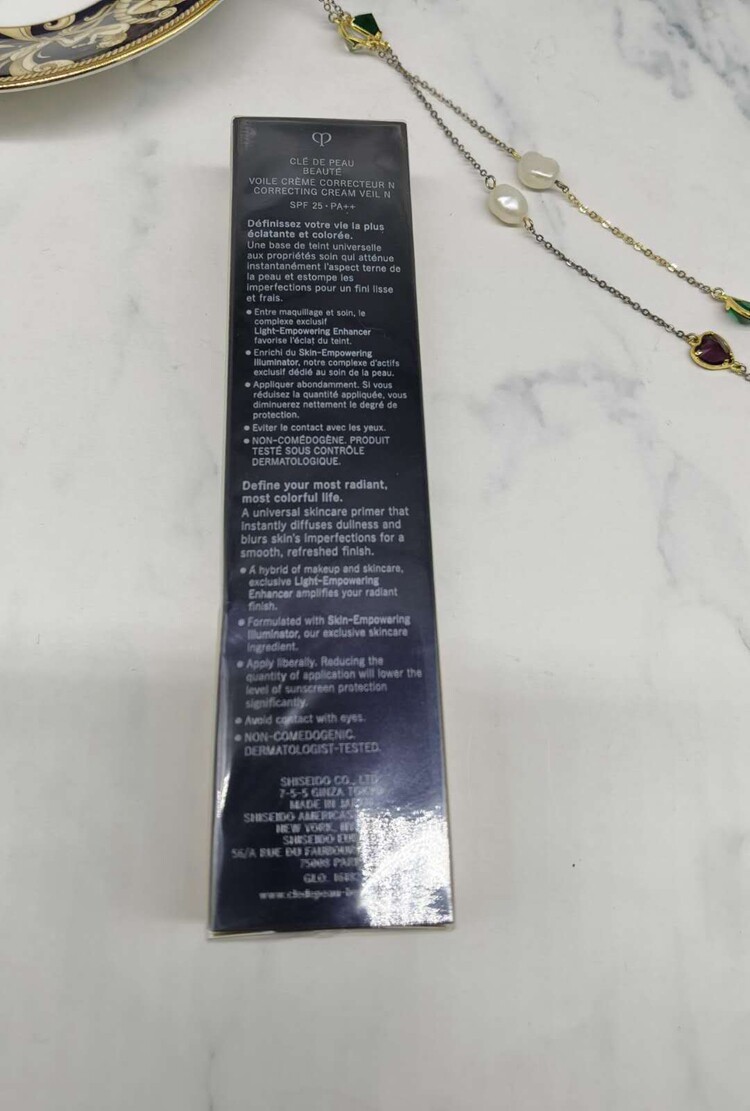 CLÉ DE PEAU
BEAUTÉ
VOILE CRÈME CORRECTEUR N
CORRECTING CREAM VEIL N
SPF 25 · PA++
Définissez votre vie la plus
éclatante et colorée.
Une base de teint universelle
aux propriétés soin qui atténue
instantanément l'aspect terne de
la peau et estompe les
imperfections pour un fini lisse
et frais.
• Entre maquillage et soin, le
complexe exclusif
Light-Empowering Enhancer
favorise l'éclat du teint.
• Enrichi du Skin-Empowering
Illuminator, notre complexe d'actifs
exclusif dédié au soin de la peau.
• Appliquer abondamment. Si vous
réduisez la quantité appliquée, vous
diminuerez nettement le degré de
protection.
• Eviter le contact avec les yeux.
• NON-COMÉDOGÈNE. PRODUIT
TESTÉ SOUS CONTRÔLE
DERMATOLOGIQUE.
Define your most radiant,
most colorful life.
A universal skincare primer that
instantly diffuses dullness and
blurs skin's imperfections for a
smooth, refreshed finish.
• A hybrid of makeup and skincare,
exclusive Light-Empowering
Enhancer amplifies your radiant
finish.
• Formulated with Skin-Empowering
Illuminator, our exclusive skincare
ingredient.
• Apply liberally. Reducing the
quantity of application will lower the
level of sunscreen protection
significantly.
• Avoid contact with eyes.
• NON-COMEDOGENIC.
DERMATOLOGIST-TESTED.
SHISEIDO CO., LTD
7-5-5 GINZA TOKYO
MADE IN
SHISEIDO AMERICAS
NEW YORK,
SHISEIDO
56/A RUE DU
75008
GLO.